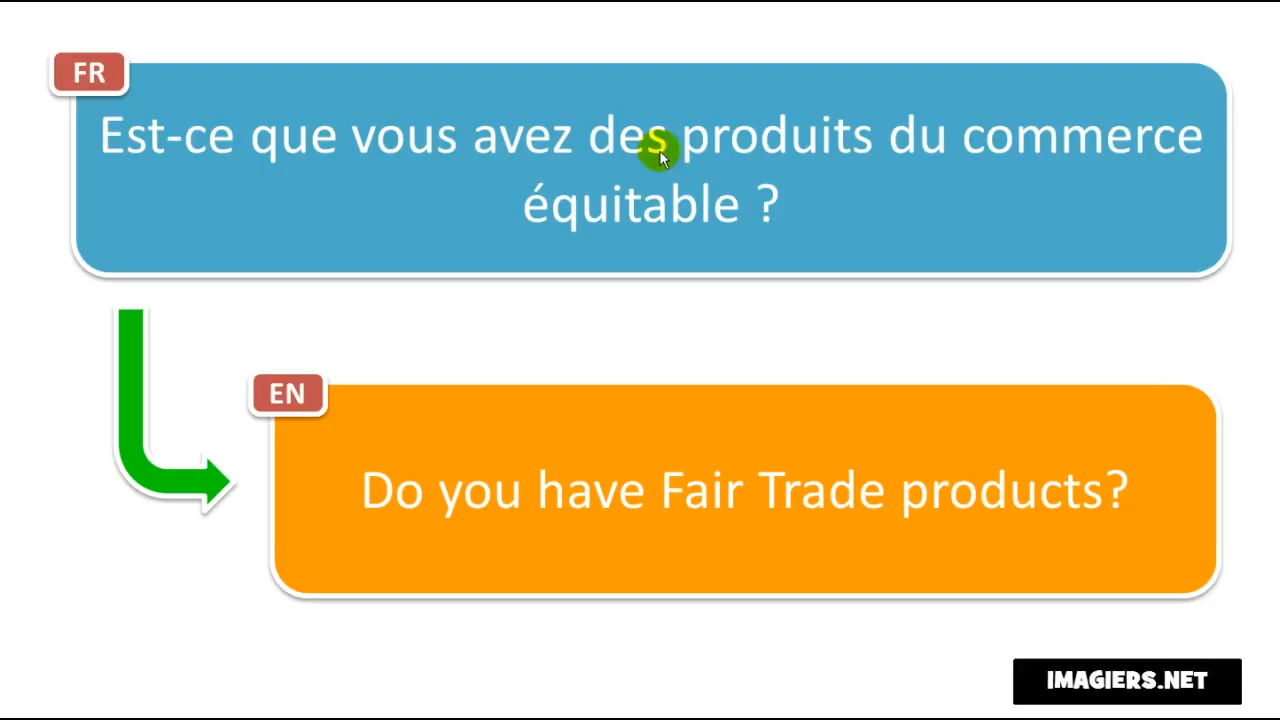 FR
Est-ce que vous avez des produits du commerce
équitable ?
EN
Do you have Fair Trade products?
IMAGIERS.NET